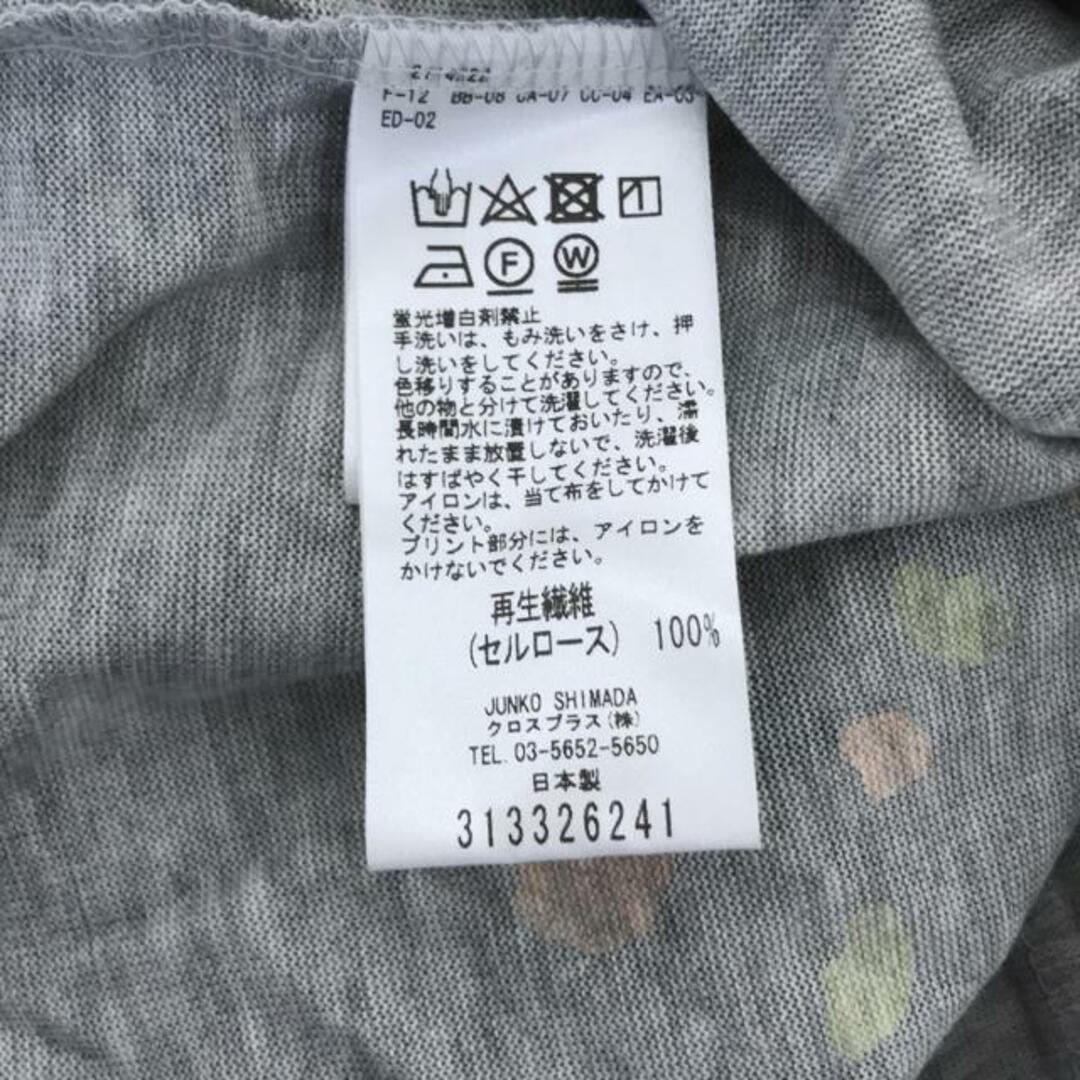 F-12 BB-08 CA-07 CC-04 EA-03
ED-02
F W
蛍光増白剤禁止
手洗いは、もみ洗いをさけ、押
し洗いをしてください。
色移りすることがありますので、
他の物と分けて洗濯してください。
長時間水に漬けておいたり、濡
れたまま放置しないで、洗濯後
はすばやく干してください。
アイロンは、当て布をしてかけて
ください。
プリント部分には、アイロンを
かけないでください。
再生繊維
(セルロース) 100%
JUNKO SHIMADA
クロスプラス(株)
TEL. 03-5652-5650
日本製
313326241